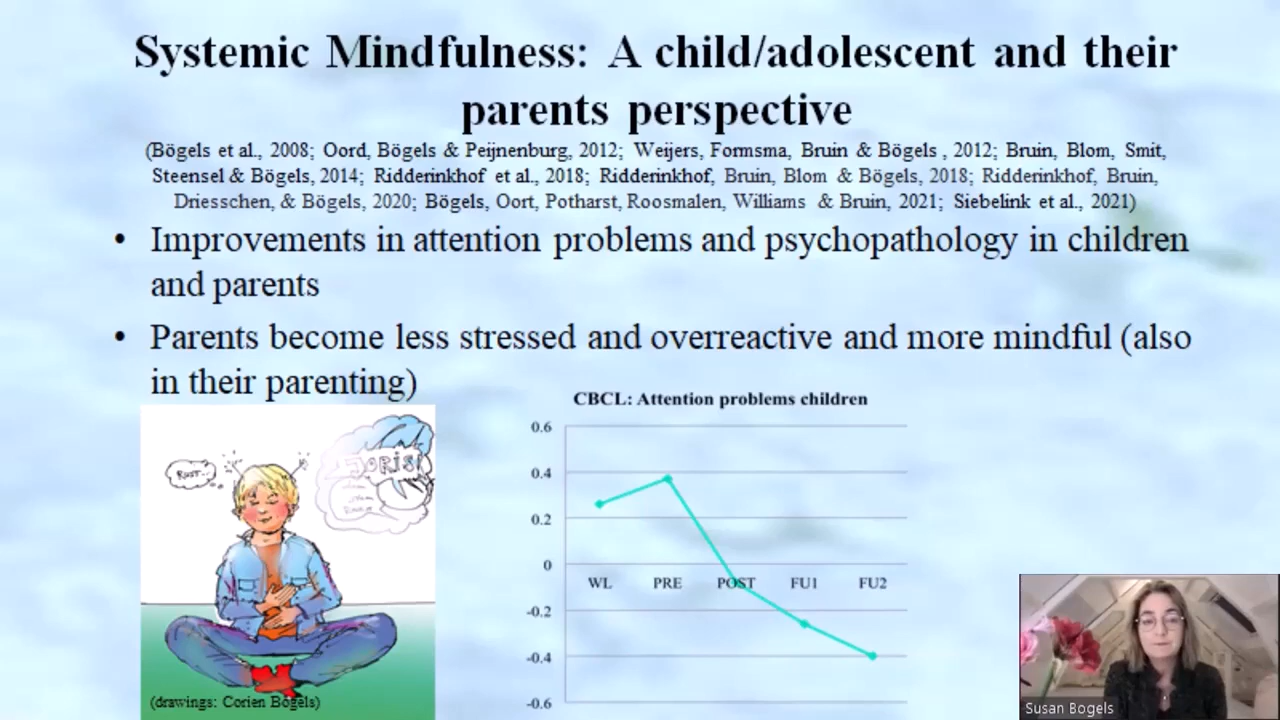 Systemic Mindfulness: A child/adolescent and their
parents perspective
(Bögels et al., 2008; Oord, Bögels & Peijnenburg, 2012; Weijers, Formsma, Bruin & Bögels , 2012; Bruin, Blom, Smit,
Steensel & Bögels, 2014; Ridderinkhof et al., 2018; Ridderinkhof, Bruin, Blom & Bögels, 2018; Ridderinkhof, Bruin,
Driesschen, & Bögels, 2020; Bögels, Oort, Potharst, Roosmalen, Williams & Bruin, 2021; Siebelink et al., 2021)
• Improvements in attention problems and psychopathology in children
and parents
• Parents become less stressed and overreactive and more mindful (also
in their parenting)
JORIS!
(drawings: Corien Bögels)
CBCL: Attention problems children
0.6
0.4
0.2
0
-0.2
-0.4
-0.6
WL PRE POST FU1 FU2
Susan Bogels